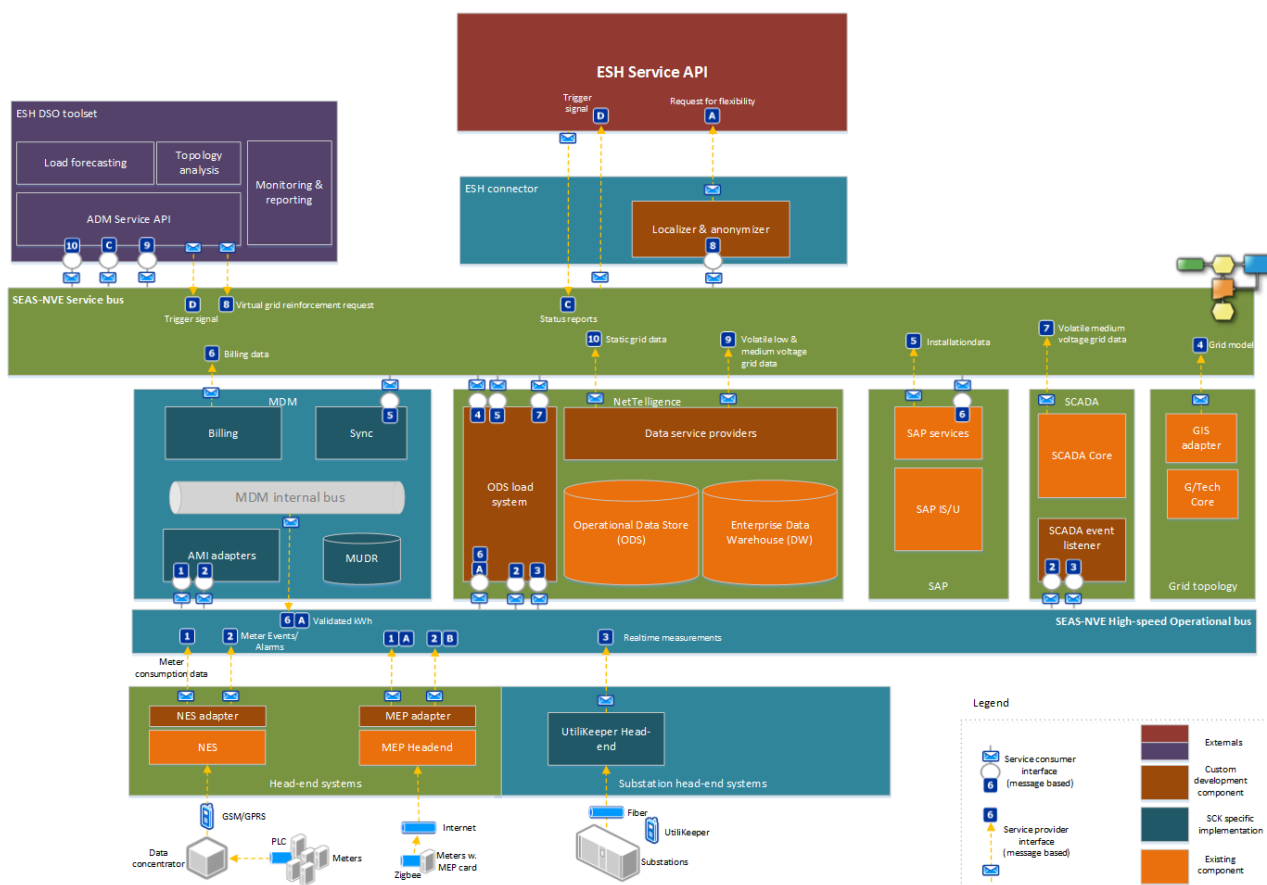 ESH Service API
Trigger
signal
D
Request for flexibility
A
ESH DSO toolset
Load forecasting
Topology
analysis
Monitoring &
reporting
ADM Service API
10
C
9
ESH connector
Localizer & anonymizer
8
SEAS-NVE Service bus
D
Trigger signal
8
Virtual grid reinforcement request
C
Status reports
6
Billing data
10
Static grid data
9
Volatile low &
medium voltage
grid data
5
Installationdata
7
Volatile medium
voltage grid data
4
Grid model
MDM
Billing
Sync
5
MDM internal bus
AMI adapters
MUDR
1
2
NetTelligence
4
5
7
ODS load
system
Data service providers
Operational Data Store
(ODS)
Enterprise Data
Warehouse (DW)
6
A
2
3
SAP services
6
SAP IS/U
SAP
SCADA
SCADA Core
SCADA event
listener
2
3
GIS
adapter
G/Tech
Core
Grid topology
SEAS-NVE High-speed Operational bus
6
A
Validated kWh
1
2
Meter Events/
Alarms
1
A
2
B
3
Realtime measurements
Meter
consumption data
NES adapter
NES
MEP adapter
MEP Headend
Head-end systems
UtiliKeeper Head-
end
Substation head-end systems
GSM/GPRS
Data
concentrator
PLC
Meters
Internet
Zigbee
Meters w.
MEP card
Fiber
UtiliKeeper
Substations
Legend
6
Service consumer
interface
(message based)
6
Service provider
interface
(message based)
Externals
Custom
development
component
SCK specific
implementation
Existing
component